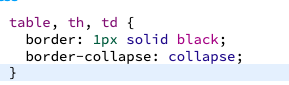 table, th, td {
  border: 1px solid black;
  border-collapse: collapse;
}